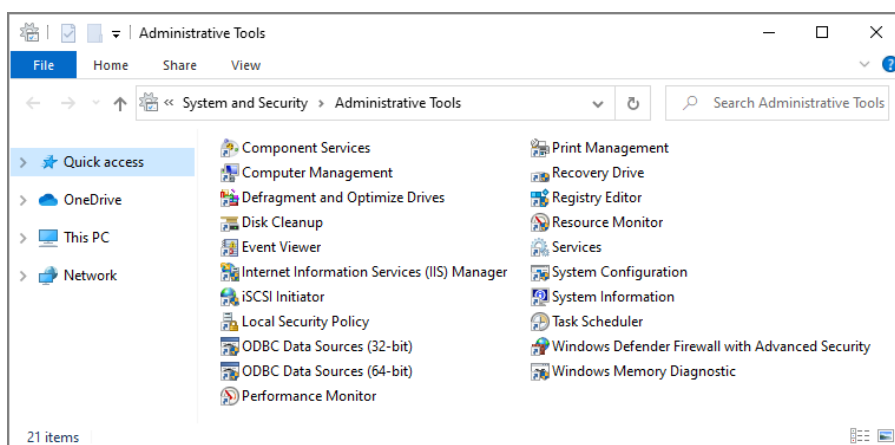 Administrative Tools
File Home Share View
« System and Security › Administrative Tools
Search Administrative Tools
Quick access
OneDrive
This PC
Network
Component Services
Computer Management
Defragment and Optimize Drives
Disk Cleanup
Event Viewer
Internet Information Services (IIS) Manager
iSCSI Initiator
Local Security Policy
ODBC Data Sources (32-bit)
ODBC Data Sources (64-bit)
Performance Monitor
Print Management
Recovery Drive
Registry Editor
Resource Monitor
Services
System Configuration
System Information
Task Scheduler
Windows Defender Firewall with Advanced Security
Windows Memory Diagnostic
21 items